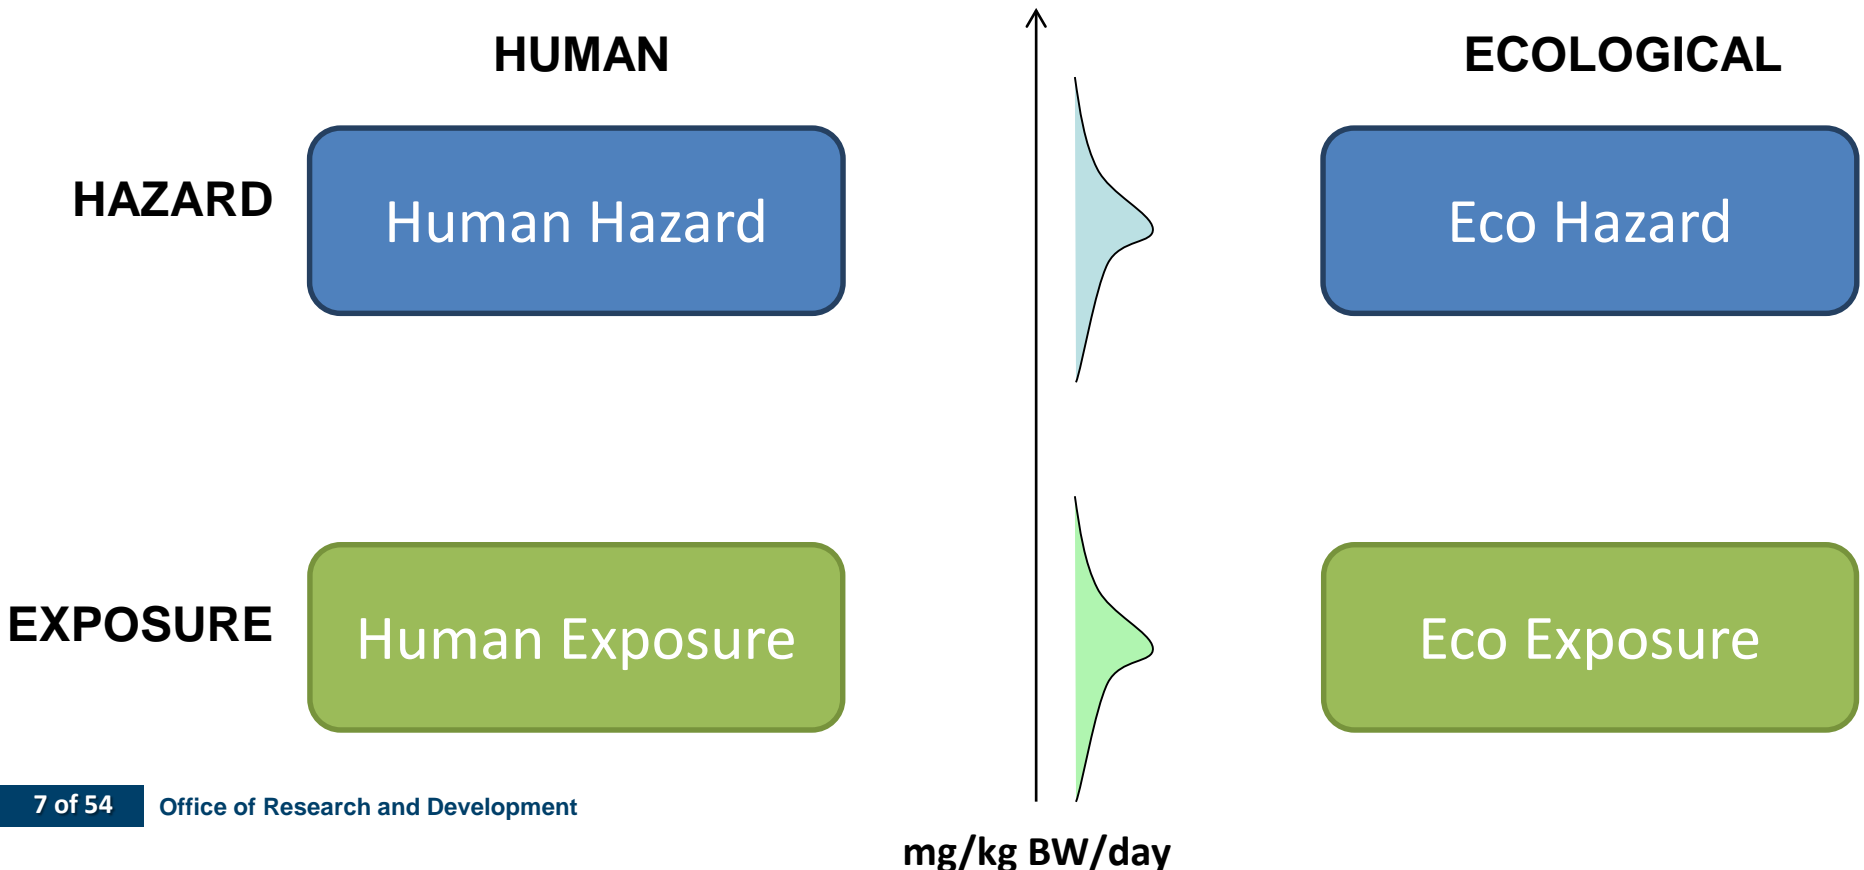 HUMAN
ECOLOGICAL
HAZARD
Human Hazard
Eco Hazard
EXPOSURE
Human Exposure
Eco Exposure
7 of 54
Office of Research and Development
mg/kg BW/day